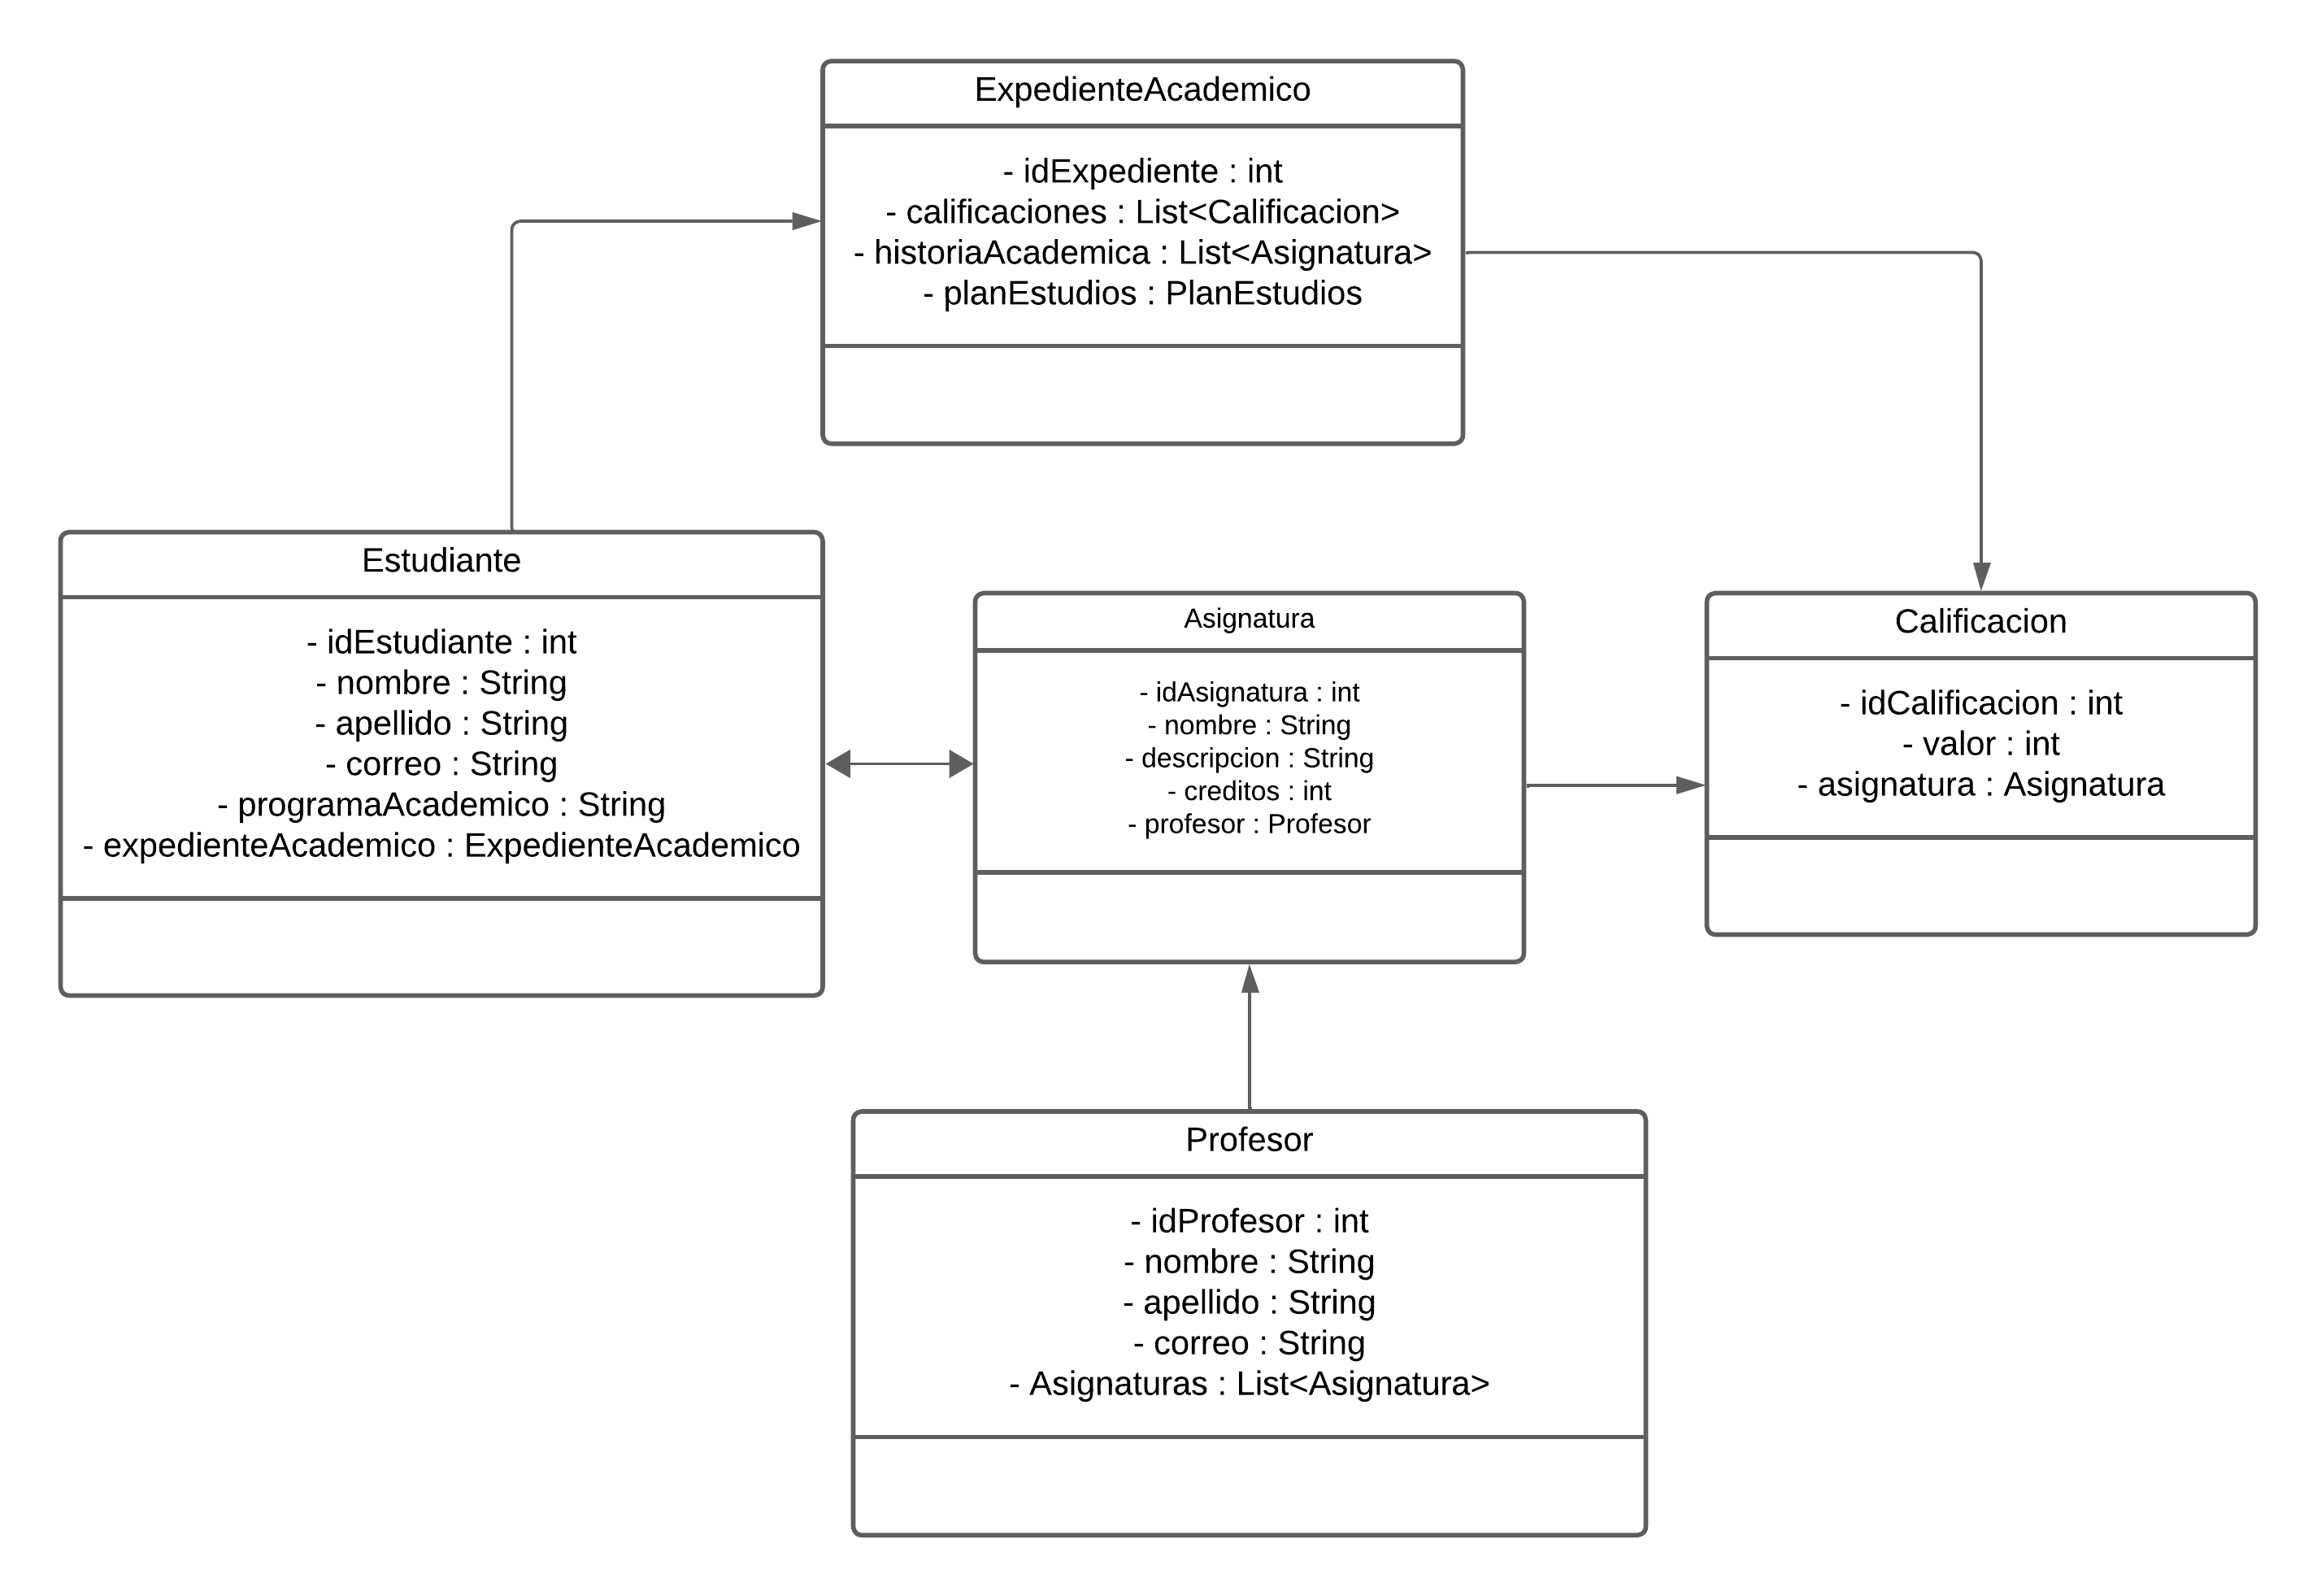 ExpedienteAcademico
- idExpediente : int
- calificaciones : List<Calificacion>
- historiaAcademica : List<Asignatura>
- planEstudios : PlanEstudios
Estudiante
- idEstudiante : int
- nombre : String
- apellido : String
- correo : String
- programaAcademico : String
- expedienteAcademico : ExpedienteAcademico
Asignatura
- idAsignatura : int
- nombre : String
- descripcion : String
- creditos : int
- profesor : Profesor
Calificacion
- idCalificacion : int
- valor : int
- asignatura : Asignatura
Profesor
- idProfesor : int
- nombre : String
- apellido : String
- correo : String
- Asignaturas : List<Asignatura>